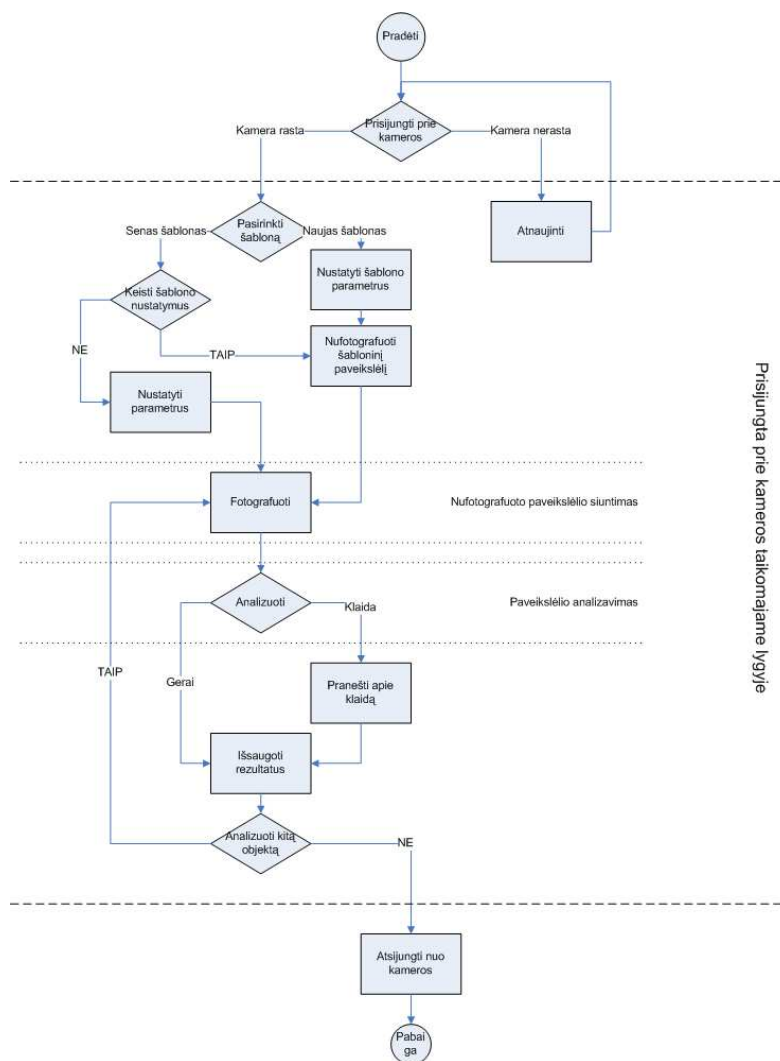 Pradėti
Prisijungti prie
kameros
Kamera rasta
Kamera nerasta
Pasirinkti
šabloną
Senas šablonas
Naujas šablonas
Atnaujinti
Keisti šablono
nustatymus
Nustatyti šablono
parametrus
NE
TAIP
Nufotografuoti
šabloninį
paveikslėlį
Nustatyti
parametrus
Prisijungta prie kameros taikomajame lygyje
Fotografuoti
Nufotografuoto paveikslėlio siuntimas
Analizuoti
Klaida
Paveikslėlio analizavimas
TAIP
Gerai
Pranešti apie
klaidą
Išsaugoti
rezultatus
Analizuoti kitą
objektą
NE
Atsijungti nuo
kameros
Pabai
ga